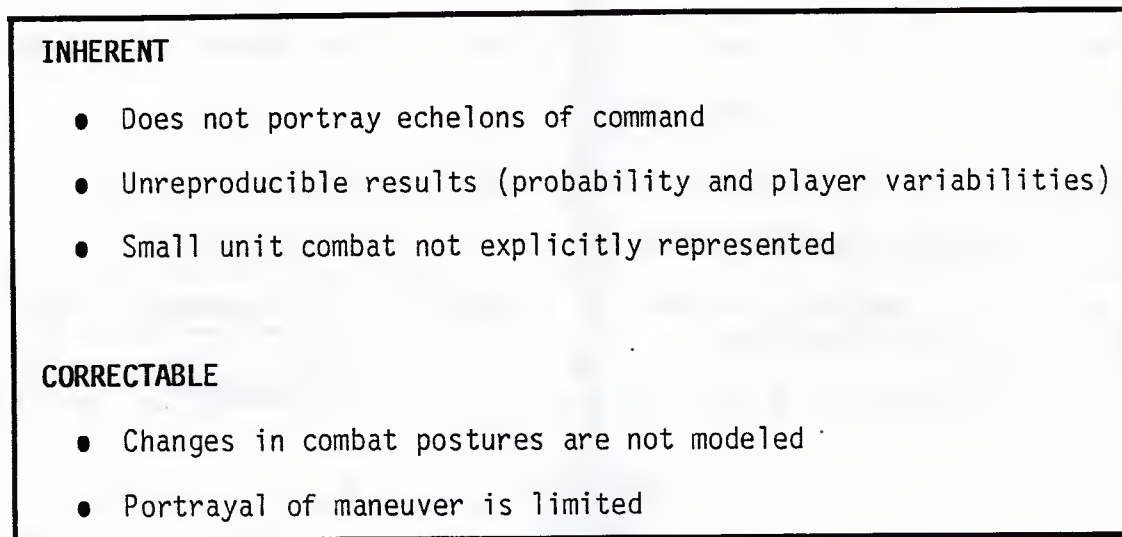 INHERENT
● Does not portray echelons of command
● Unreproducible results (probability and player variabilities)
● Small unit combat not explicitly represented
CORRECTABLE
● Changes in combat postures are not modeled
● Portrayal of maneuver is limited